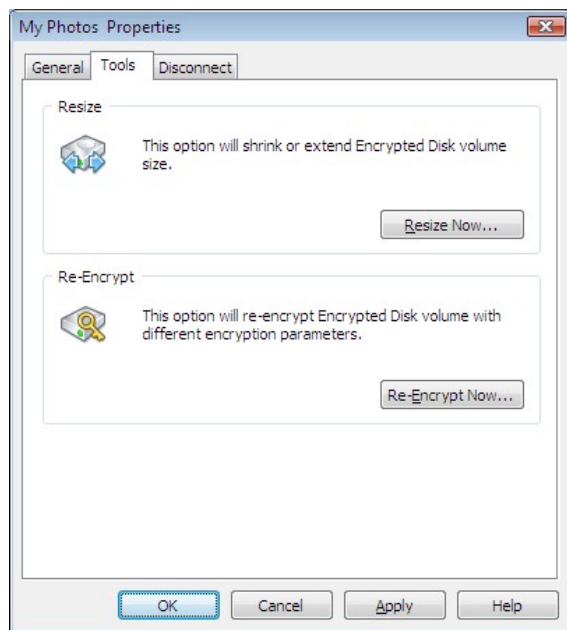 My Photos  Properties
General Tools Disconnect
Resize
This option will shrink or extend Encrypted Disk volume
size.
Resize Now...
Re-Encrypt
This option will re-encrypt Encrypted Disk volume with
different encryption parameters.
Re-Encrypt Now...
OK Cancel Apply Help